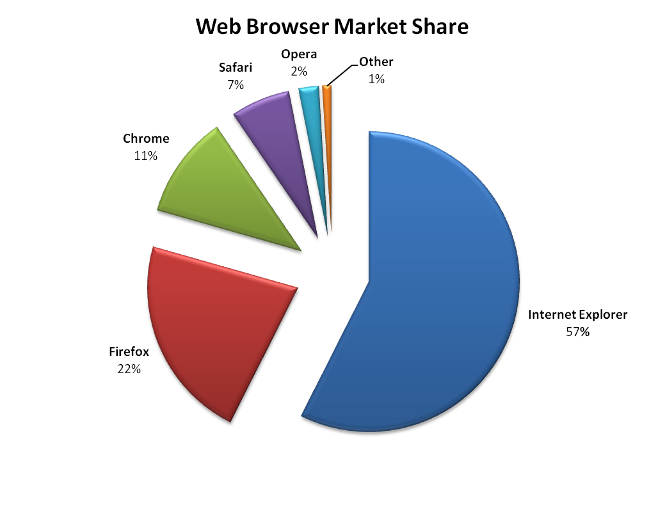 Web Browser Market Share
Opera
2%
Other
1%
Safari
7%
Chrome
11%
Internet Explorer
57%
Firefox
22%